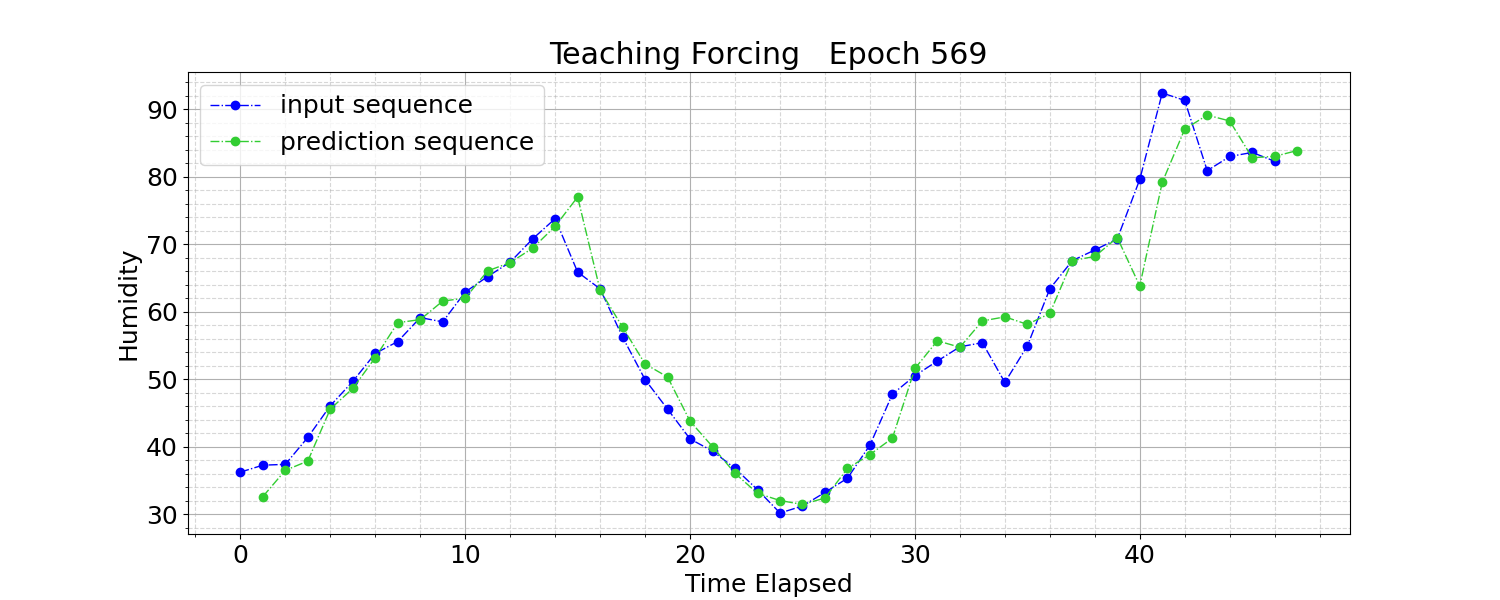 Teaching Forcing   Epoch 569
input sequence
prediction sequence
Humidity
90
80
70
60
50
40
30
0 10 20 30 40
Time Elapsed